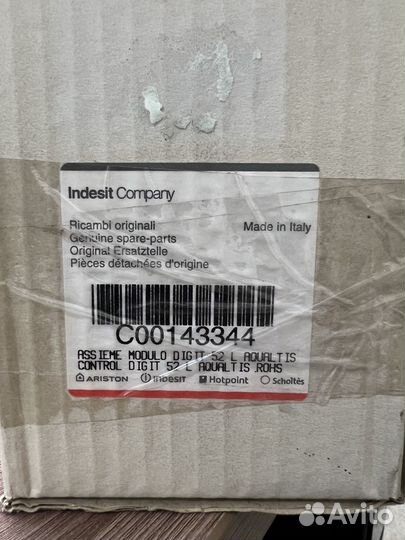 Indesit Company
Ricambi originali
Made in Italy
Genuine spare-parts
Original Ersatzteile
Pièces détachées d'origine
C00143344
ASSIEME MODULO DIGIT 52 L AQUALTIS
CONTROL DIGIT 52 L AQUALTIS .ROHS
ARISTON indesit Hotpoint Scholtès
Avito